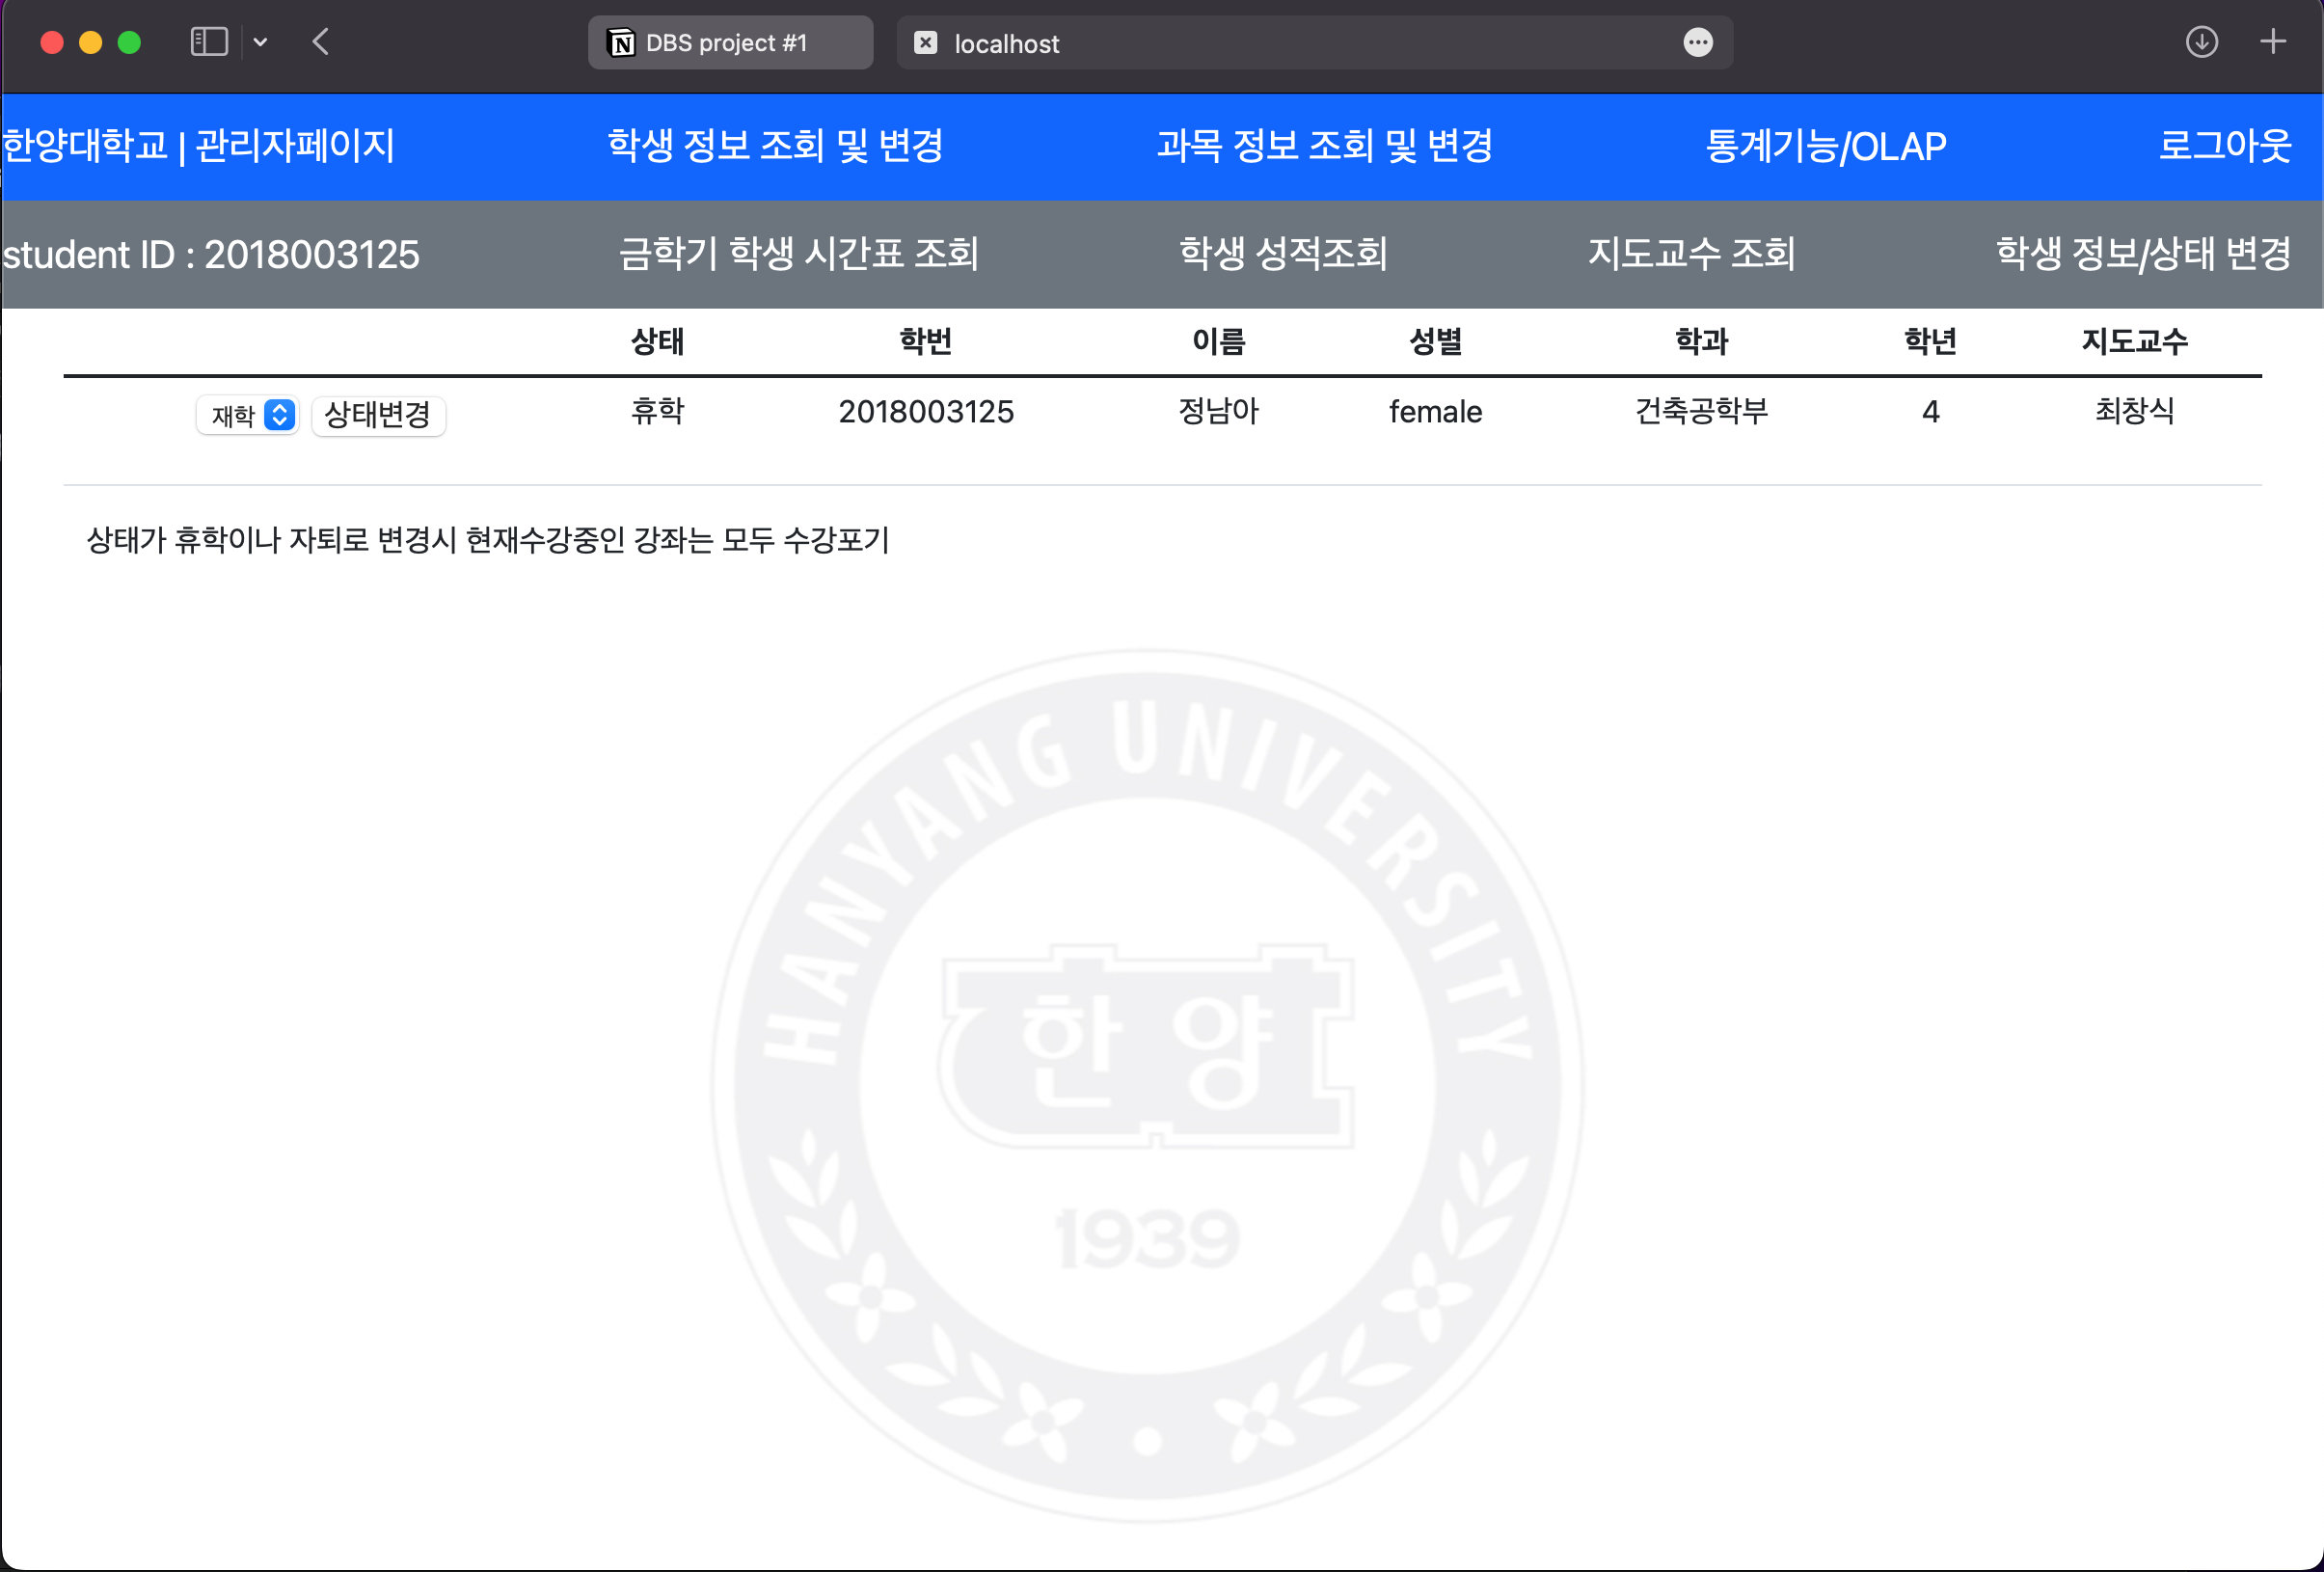 DBS project #1
localhost
한양대학교 | 관리자페이지 학생 정보 조회 및 변경 과목 정보 조회 및 변경 통계기능/OLAP 로그아웃
student ID : 2018003125 금학기 학생 시간표 조회 학생 성적조회 지도교수 조회 학생 정보/상태 변경
상태 학번 이름 성별 학과 학년 지도교수
재학 상태변경 휴학 2018003125 정남아 female 건축공학부 4 최창식
상태가 휴학이나 자퇴로 변경시 현재수강중인 강좌는 모두 수강포기
HANYANG UNIVERSITY
한양
1939